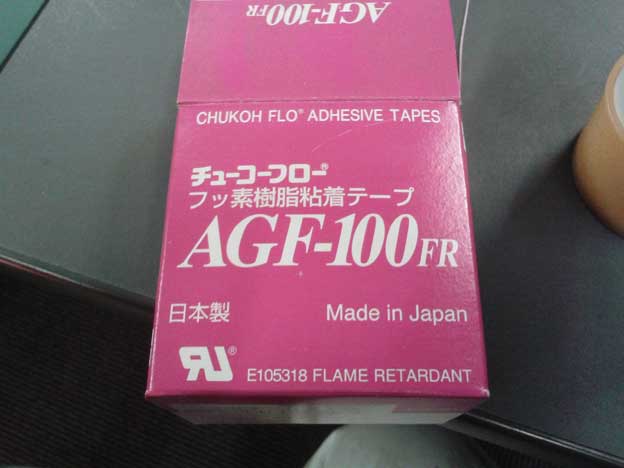 AGF-100FR
CHUKOH FLO® ADHESIVE TAPES
チューコーフロー®
フッ素樹脂粘着テープ
AGF-100FR
日本製 Made in Japan
RU® E105318 FLAME RETARDANT